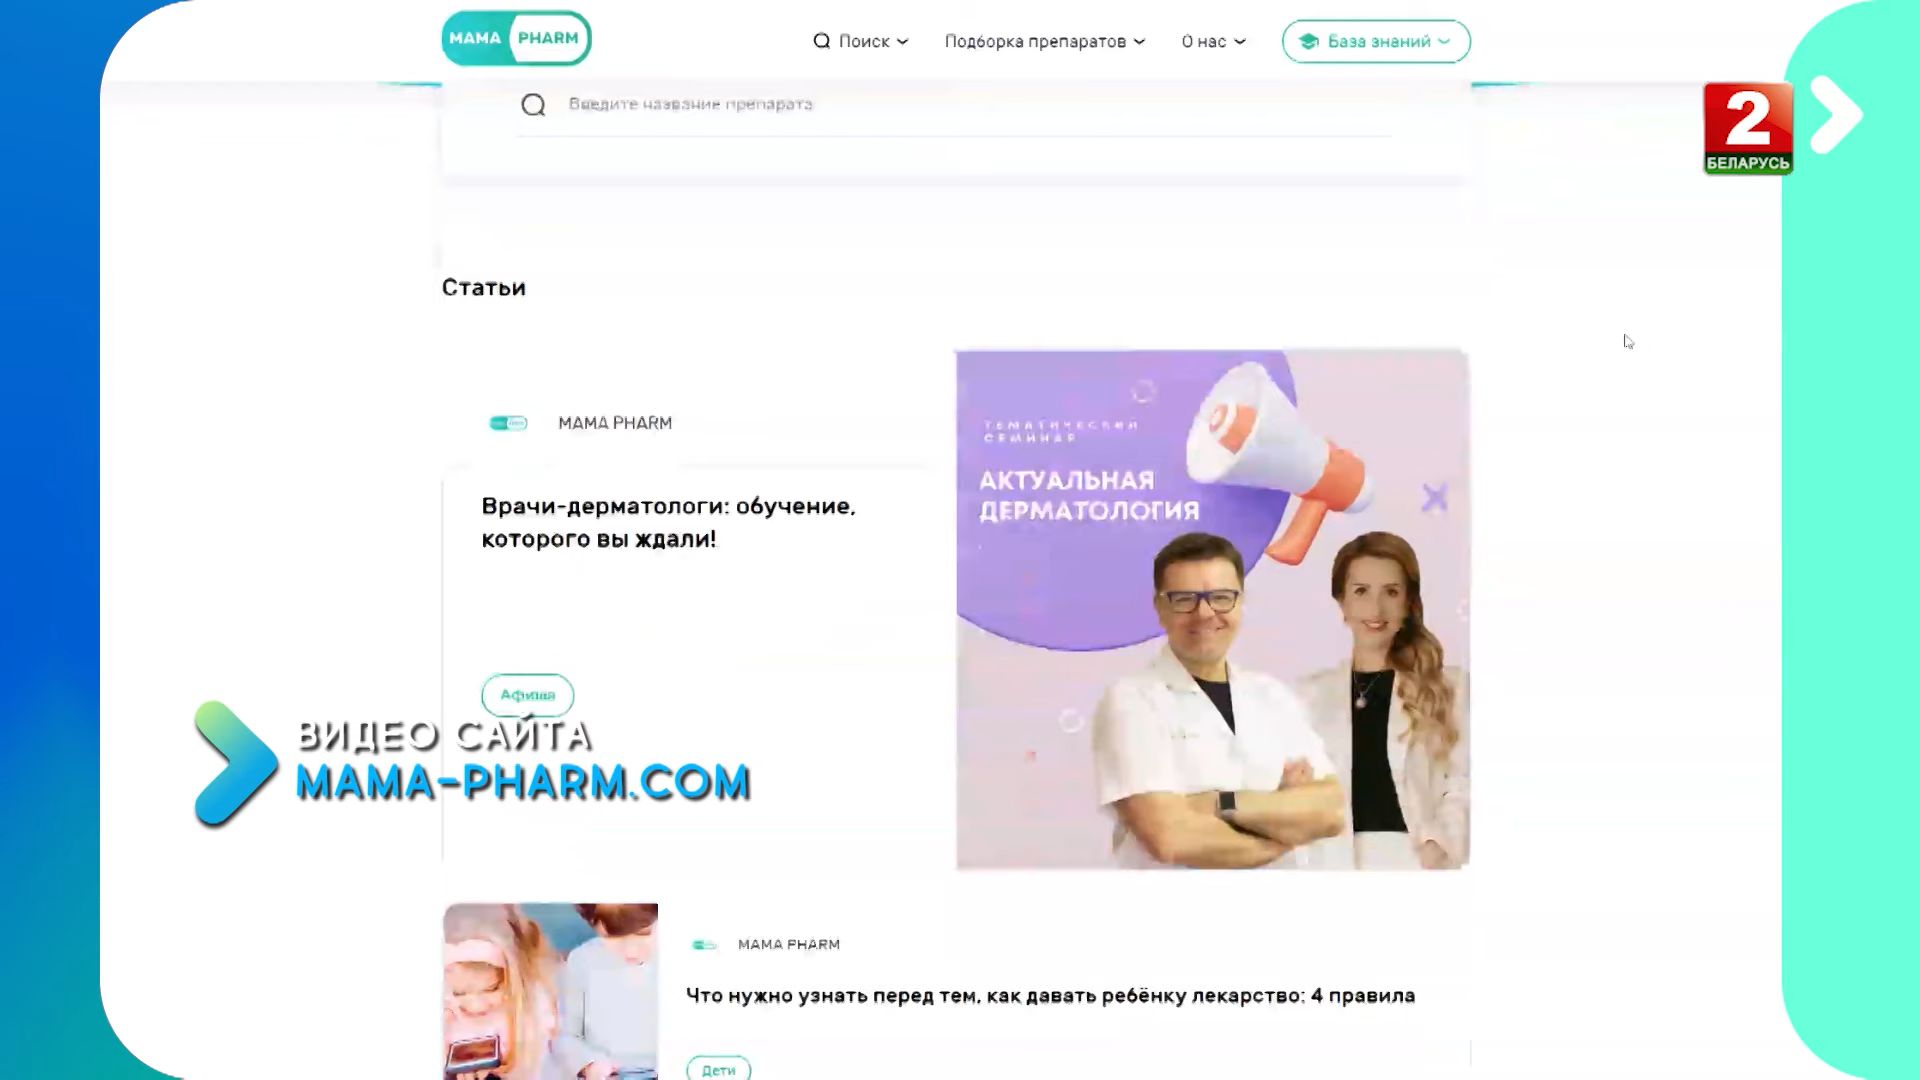 MAMA PHARM
Поиск
Подборка препаратов
О нас
База знаний
Введите название препарата
2
БЕЛАРУСЬ
Статьи
MAMA PHARM
Врачи-дерматологи: обучение,
которого вы ждали!
Афиша
ТЕМАТИЧЕСКИЙ
СЕМИНАР
АКТУАЛЬНАЯ
ДЕРМАТОЛОГИЯ
ВИДЕО САЙТА
MAMA-PHARM.COM
MAMA PHARM
Что нужно узнать перед тем, как давать ребёнку лекарство: 4 правила
Дети